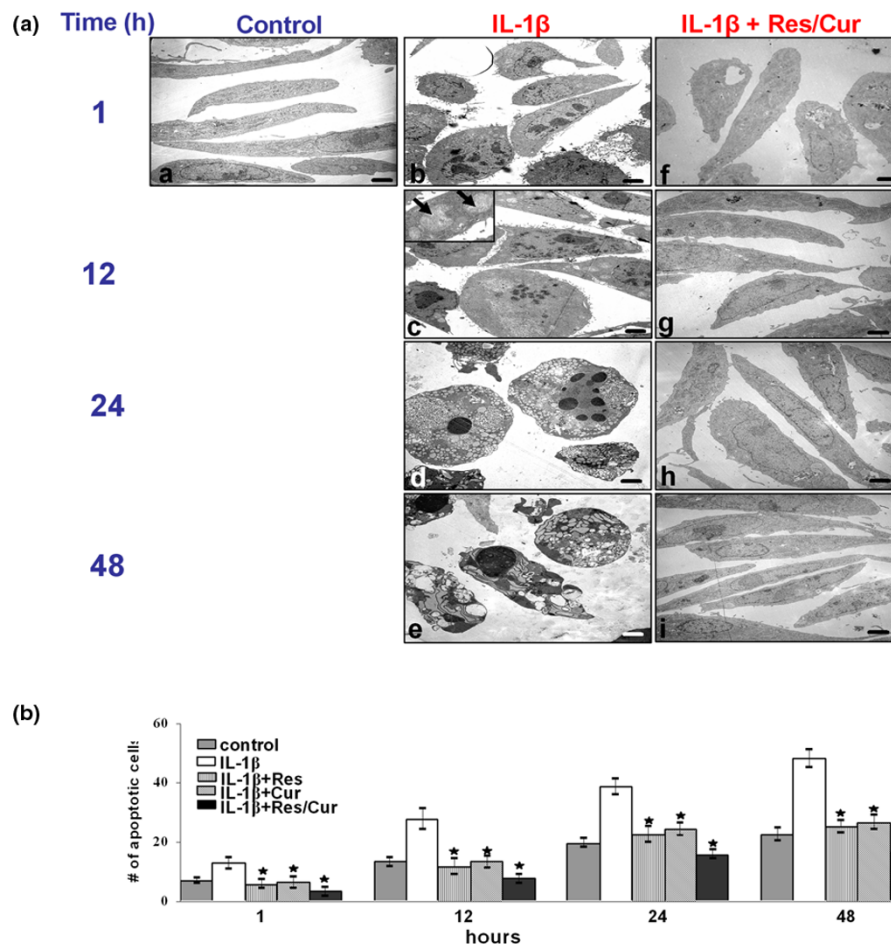 (a) Time (h) Control IL-1β IL-1β + Res/Cur
1
a b f
12
c g
24
d h
48
e i
(b)
# of apoptotic cells
60
40
20
0
control
IL-1β
IL-1β+Res
IL-1β+Cur
IL-1β+Res/Cur
★ ★ ★ ★ ★ ★ ★ ★ ★ ★ ★
1 12 24 48
hours